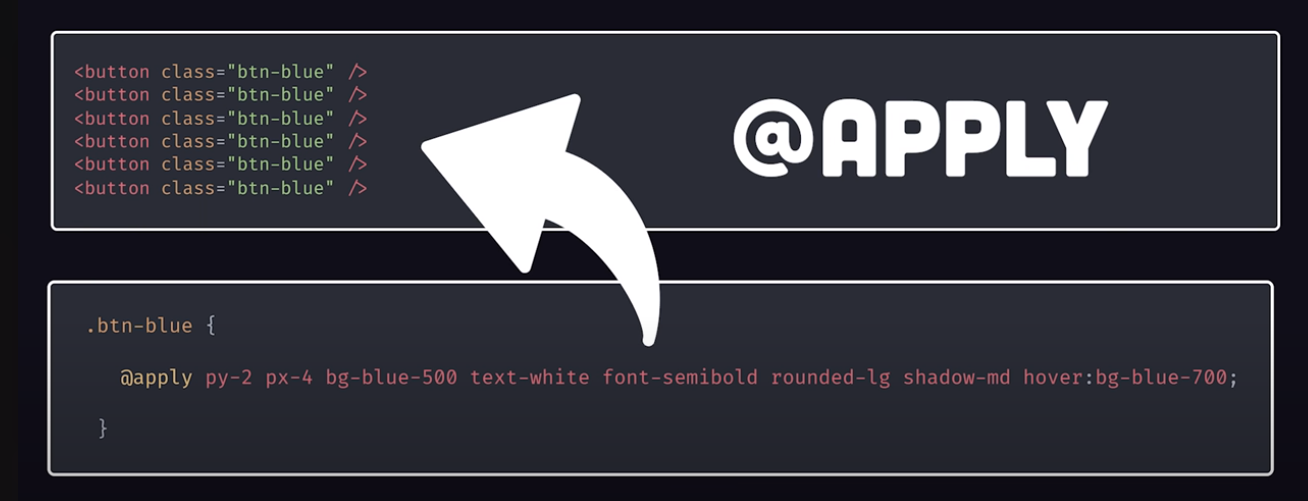 <button class="btn-blue" />
<button class="btn-blue" />
<button class="btn-blue" />
<button class="btn-blue" />
<button class="btn-blue" />
<button class="btn-blue" />
@APPLY
.btn-blue {
@apply py-2 px-4 bg-blue-500 text-white font-semibold rounded-lg shadow-md hover:bg-blue-700;
}